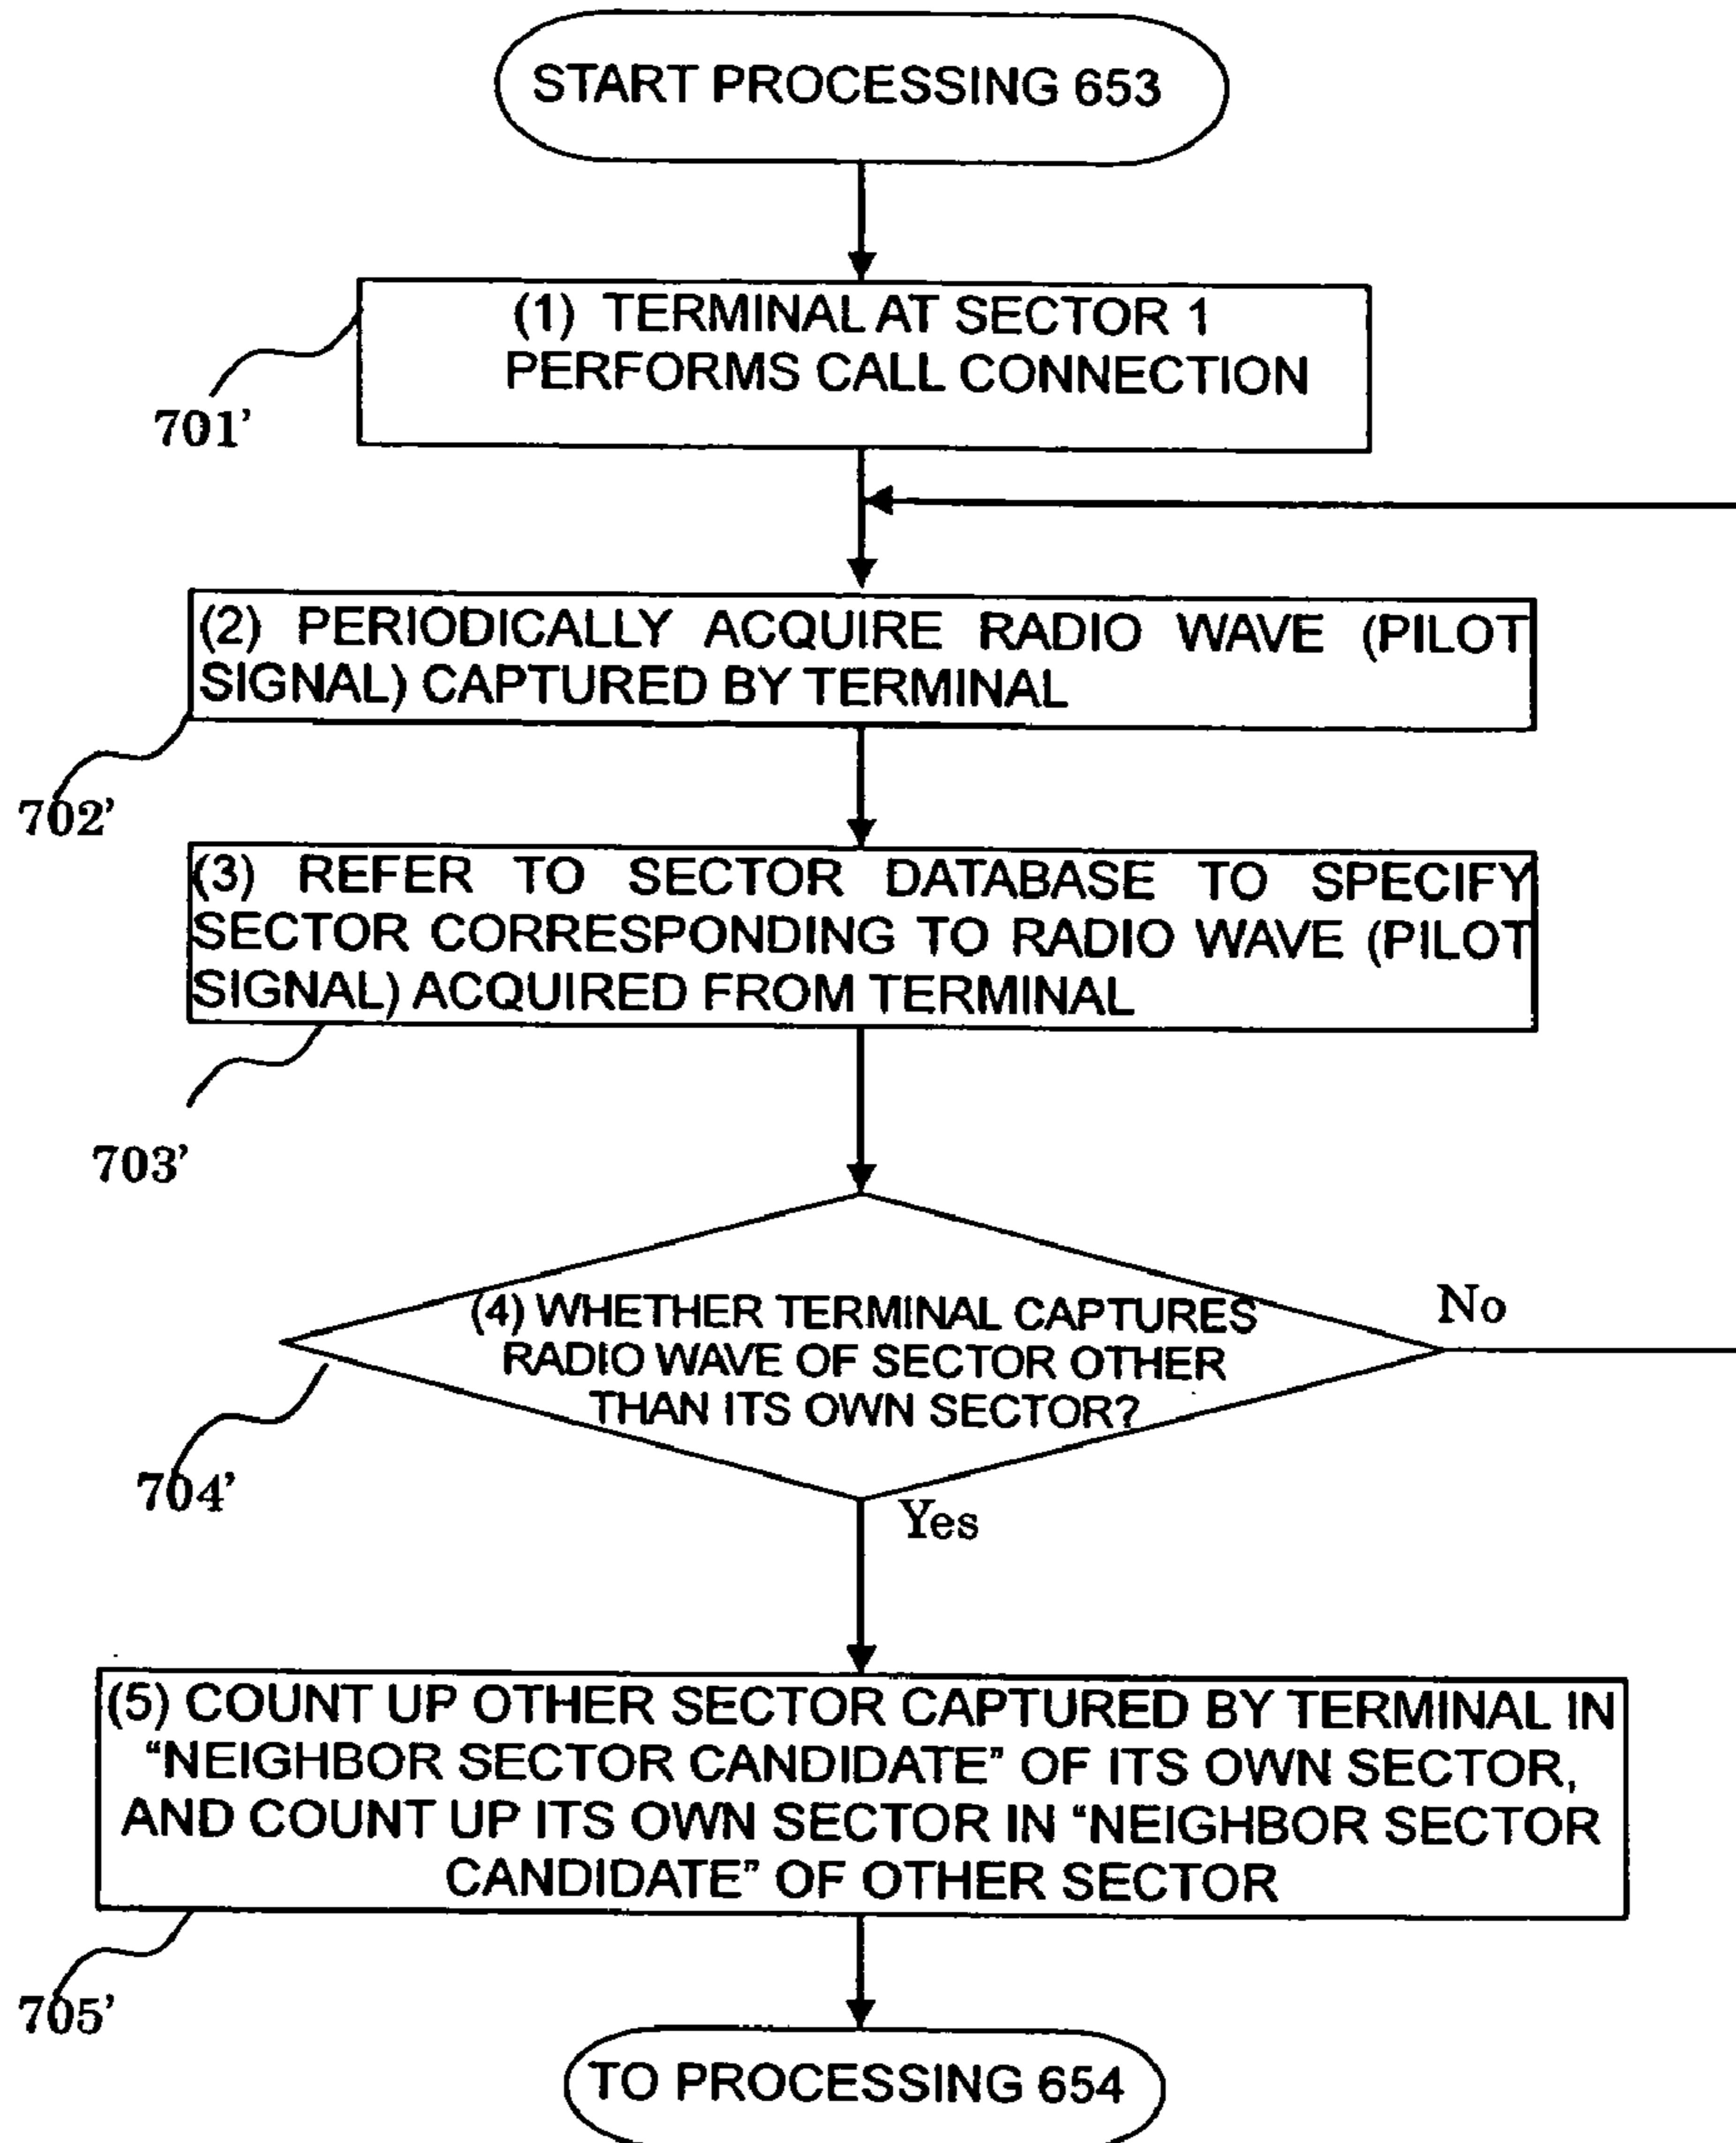 START PROCESSING 653
(1) TERMINAL AT SECTOR 1
PERFORMS CALL CONNECTION
701’
(2) PERIODICALLY ACQUIRE RADIO WAVE (PILOT
SIGNAL) CAPTURED BY TERMINAL
702’
(3) REFER TO SECTOR DATABASE TO SPECIFY
SECTOR CORRESPONDING TO RADIO WAVE (PILOT
SIGNAL) ACQUIRED FROM TERMINAL
703’
(4) WHETHER TERMINAL CAPTURES
RADIO WAVE OF SECTOR OTHER
THAN ITS OWN SECTOR?
No
704’
Yes
(5) COUNT UP OTHER SECTOR CAPTURED BY TERMINAL IN
“NEIGHBOR SECTOR CANDIDATE” OF ITS OWN SECTOR,
AND COUNT UP ITS OWN SECTOR IN “NEIGHBOR SECTOR
CANDIDATE” OF OTHER SECTOR
705’
TO PROCESSING 654